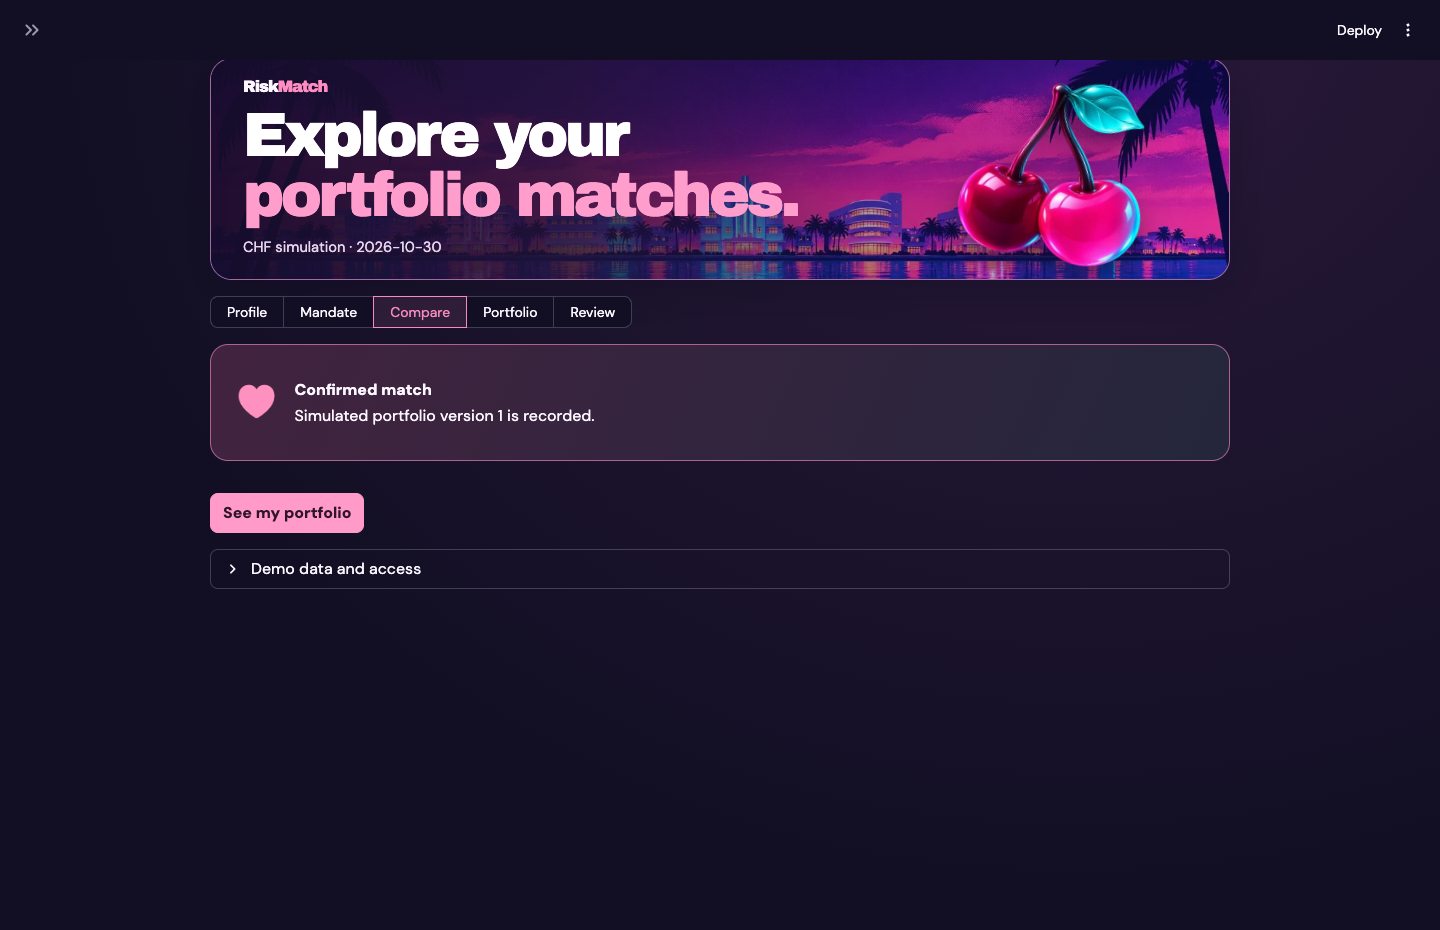 Deploy
RiskMatch
Explore your
portfolio matches.
CHF simulation · 2026-10-30
Profile
Mandate
Compare
Portfolio
Review
Confirmed match
Simulated portfolio version 1 is recorded.
See my portfolio
Demo data and access